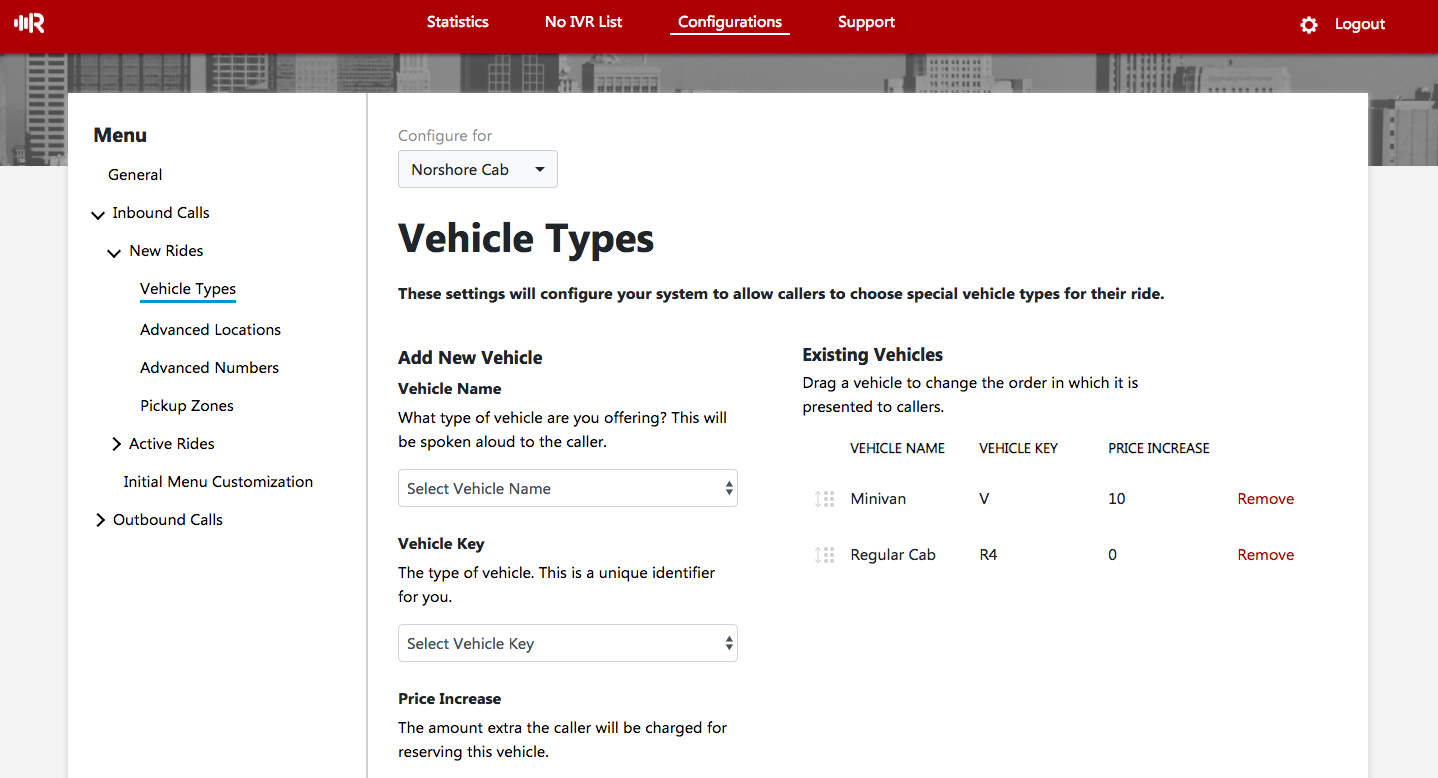 Statistics
No IVR List
Configurations
Support
Logout
Menu
General
Inbound Calls
New Rides
Vehicle Types
Advanced Locations
Advanced Numbers
Pickup Zones
Active Rides
Initial Menu Customization
Outbound Calls
Configure for
Norshore Cab
Vehicle Types
These settings will configure your system to allow callers to choose special vehicle types for their ride.
Add New Vehicle
Vehicle Name
What type of vehicle are you offering? This will
be spoken aloud to the caller.
Select Vehicle Name
Vehicle Key
The type of vehicle. This is a unique identifier
for you.
Select Vehicle Key
Price Increase
The amount extra the caller will be charged for
reserving this vehicle.
Existing Vehicles
Drag a vehicle to change the order in which it is
presented to callers.
VEHICLE NAME VEHICLE KEY PRICE INCREASE
Minivan V 10 Remove
Regular Cab R4 0 Remove